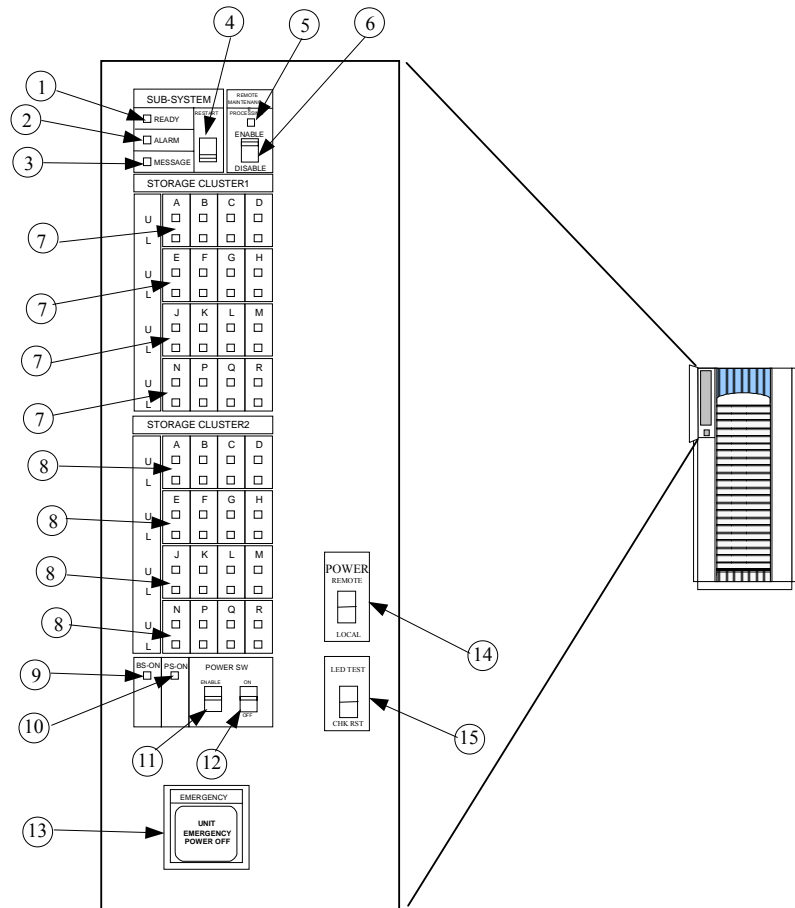 4
5
6
1
2
3
SUB-SYSTEM
READY
ALARM
MESSAGE
RESTART
REMOTE
MAINTENANCE
PROCESSING
ENABLE
DISABLE
STORAGE CLUSTER1
A B C D
U
L
7
E F G H
U
L
7
J K L M
U
L
7
N P Q R
U
L
7
STORAGE CLUSTER2
A B C D
U
L
8
E F G H
U
L
8
J K L M
U
L
8
N P Q R
U
L
8
BS-ON
PS-ON
POWER SW
ENABLE
ON
OFF
9
10
11
12
POWER
REMOTE
LOCAL
14
LED TEST
CHK RST
15
EMERGENCY
UNIT
EMERGENCY
POWER OFF
13